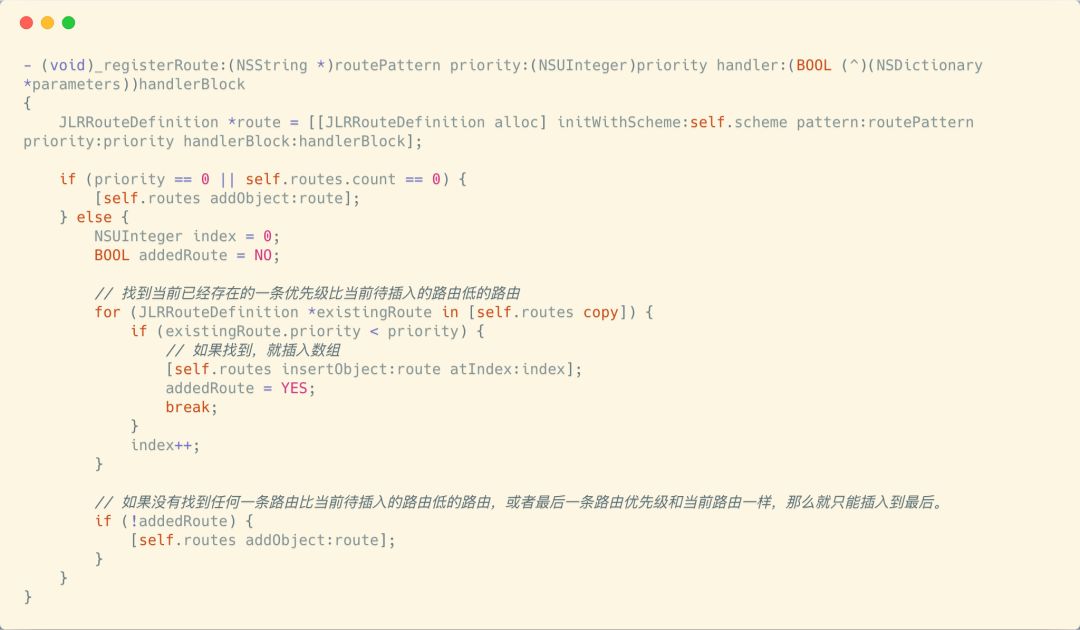 - (void)_registerRoute:(NSString *)routePattern priority:(NSUInteger)priority handler:(BOOL (^)(NSDictionary
*parameters))handlerBlock
{
    JLRRouteDefinition *route = [[JLRRouteDefinition alloc] initWithScheme:self.scheme pattern:routePattern
priority:priority handlerBlock:handlerBlock];

    if (priority == 0 || self.routes.count == 0) {
        [self.routes addObject:route];
    } else {
        NSUInteger index = 0;
        BOOL addedRoute = NO;

        // 找到当前已经存在的一条优先级比当前待插入的路由低的路由
        for (JLRRouteDefinition *existingRoute in [self.routes copy]) {
            if (existingRoute.priority < priority) {
                // 如果找到，就插入数组
                [self.routes insertObject:route atIndex:index];
                addedRoute = YES;
                break;
            }
            index++;
        }

        // 如果没有找到任何一条路由比当前待插入的路由低的路由，或者最后一条路由优先级和当前路由一样，那么就只能插入到最后。
        if (!addedRoute) {
            [self.routes addObject:route];
        }
    }
}